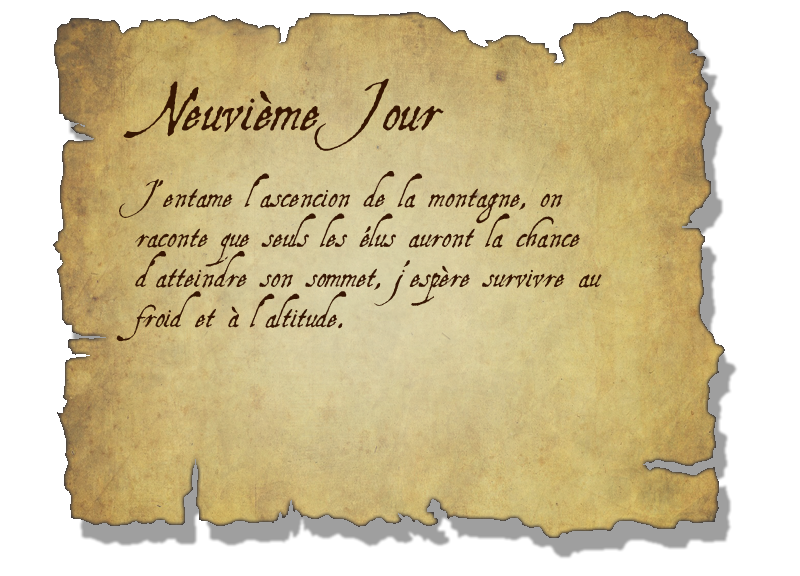 Neuvième Jour
J'entame l'ascencion de la montagne, on
raconte que seuls les élus auront la chance
d'atteindre son sommet, j'espère survivre au
froid et à l'altitude.